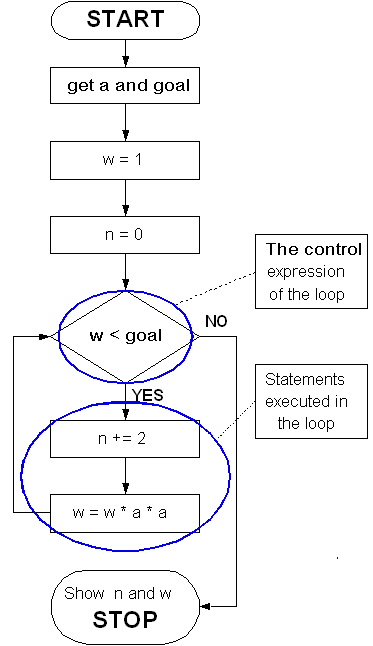 START
get a and goal
w = 1
n = 0
The control
expression
of the loop
w < goal
NO
YES
Statements
executed in
the loop
n += 2
w = w * a * a
Show n and w
STOP